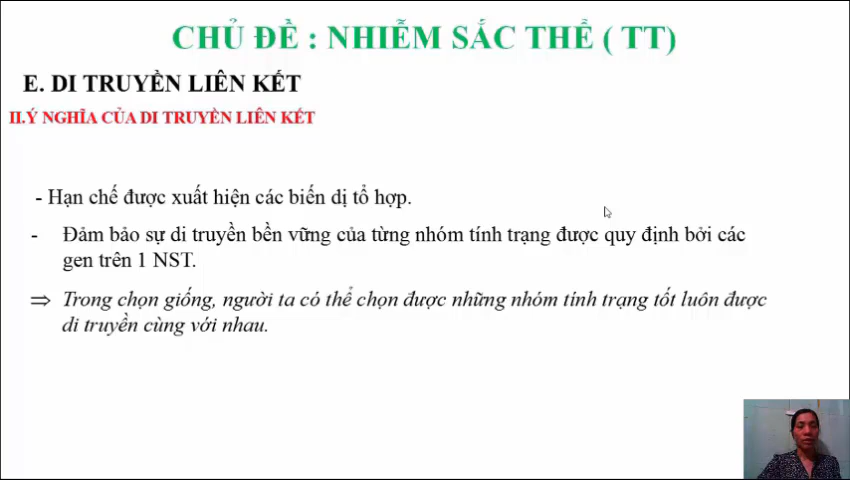 CHỦ ĐỀ : NHIỄM SẮC THỂ ( TT)
E. DI TRUYỀN LIÊN KẾT
II.Ý NGHĨA CỦA DI TRUYỀN LIÊN KẾT
- Hạn chế được xuất hiện các biến dị tổ hợp.
- Đảm bảo sự di truyền bền vững của từng nhóm tính trạng được quy định bởi các
gen trên 1 NST.
⇒ Trong chọn giống, người ta có thể chọn được những nhóm tính trạng tốt luôn được
di truyền cùng với nhau.